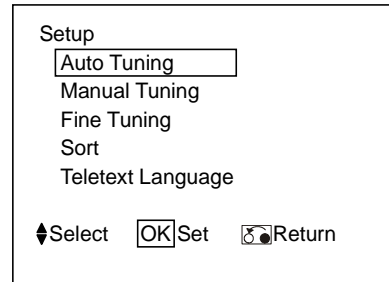 Setup
Auto Tuning
Manual Tuning
Fine Tuning
Sort
Teletext Language
Select OK Set Return